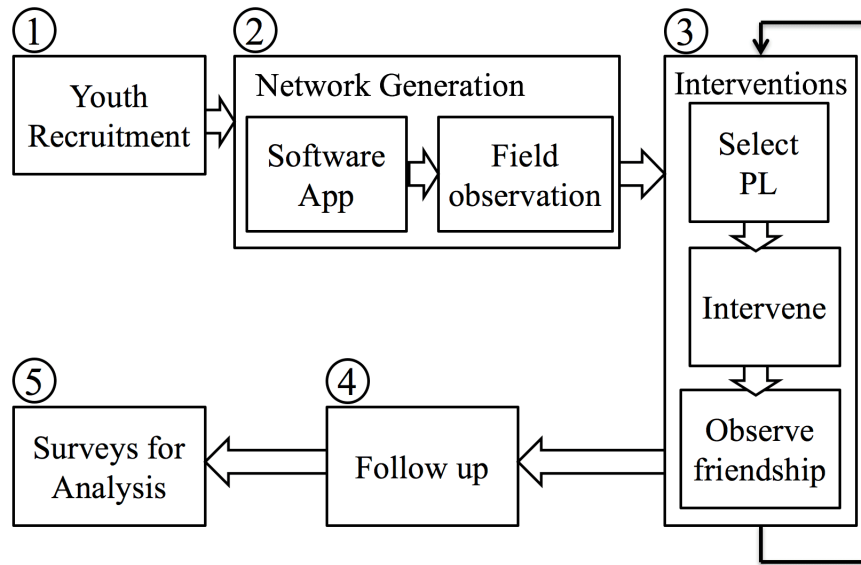 1
Youth
Recruitment
2
Network Generation
Software
App
Field
observation
3
Interventions
Select
PL
Intervene
Observe
friendship
4
Follow up
5
Surveys for
Analysis